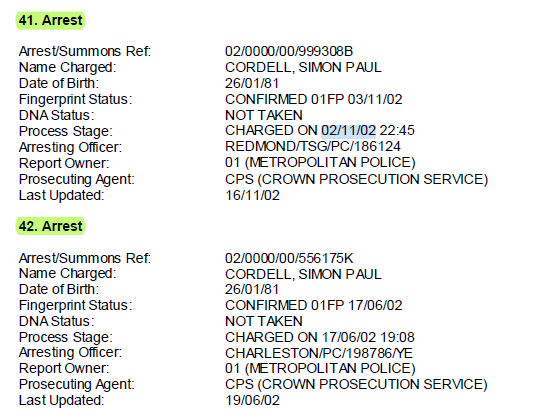 41. Arrest
Arrest/Summons Ref: 02/0000/00/999308B
Name Charged: CORDELL, SIMON PAUL
Date of Birth: 26/01/81
Fingerprint Status: CONFIRMED 01FP 03/11/02
DNA Status: NOT TAKEN
Process Stage: CHARGED ON 02/11/02 22:45
Arresting Officer: REDMOND/TSG/PC/186124
Report Owner: 01 (METROPOLITAN POLICE)
Prosecuting Agent: CPS (CROWN PROSECUTION SERVICE)
Last Updated: 16/11/02
42. Arrest
Arrest/Summons Ref: 02/0000/00/556175K
Name Charged: CORDELL, SIMON PAUL
Date of Birth: 26/01/81
Fingerprint Status: CONFIRMED 01FP 17/06/02
DNA Status: NOT TAKEN
Process Stage: CHARGED ON 17/06/02 19:08
Arresting Officer: CHARLESTON/PC/198786/YE
Report Owner: 01 (METROPOLITAN POLICE)
Prosecuting Agent: CPS (CROWN PROSECUTION SERVICE)
Last Updated: 19/06/02